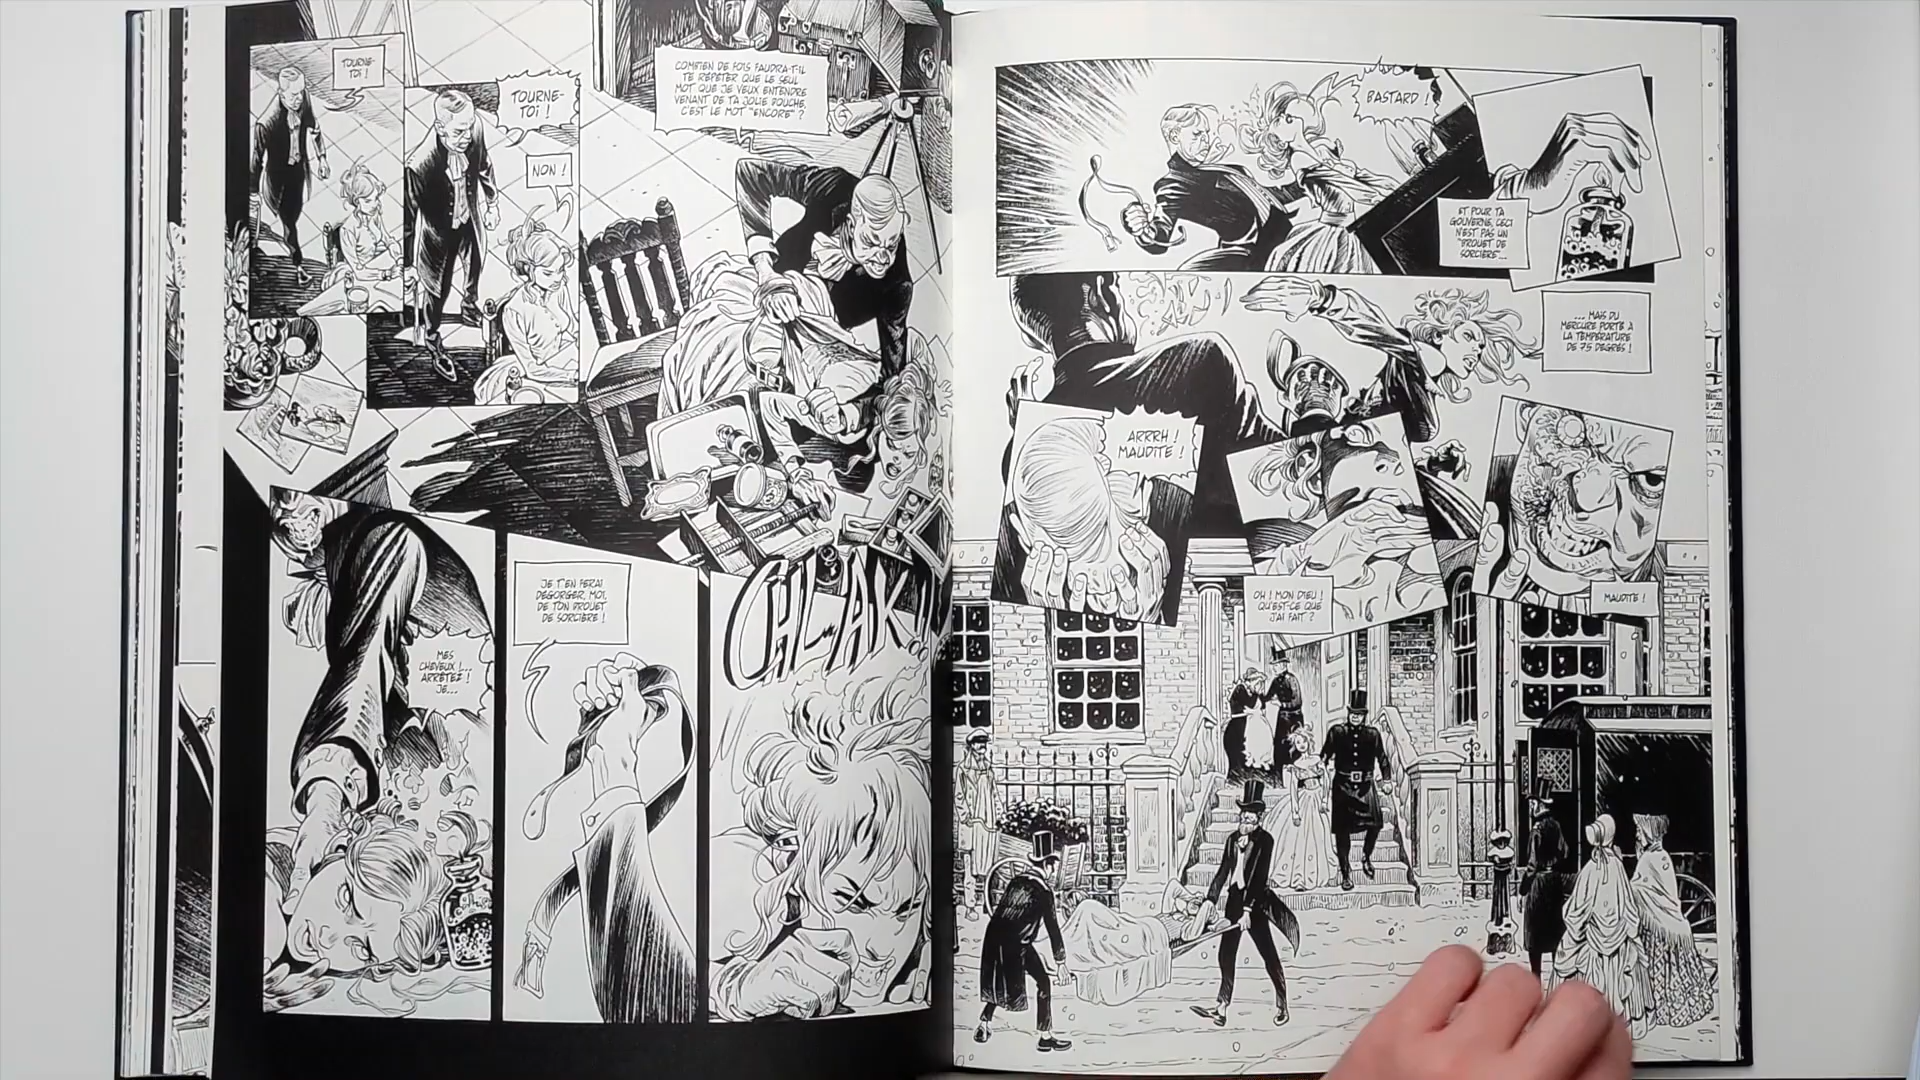 TOURNE-
TOI !
TOURNE-
TOI !
NON !
COMBIEN DE FOIS FAUDRA-T-IL
TE RÉPÉTER QUE LE SEUL
MOT QUE JE VEUX ENTENDRE
VENANT DE TA JOLIE BOUCHE,
C'EST LE MOT "ENCORE" ?
MES
CHEVEUX !...
ARRÊTEZ !
JE...
JE T'EN FERAI
DÉGORGER, MOI,
DE TON BROUET
DE SORCIÈRE !
CHLAK !
BASTARD !
ET POUR TA
GOUVERNE, CECI
N'EST PAS UN
"BROUET DE
SORCIÈRE"...
... MAIS DU
MERCURE PORTÉ À
LA TEMPÉRATURE
DE 75 DEGRÉS !
ARRRH !
MAUDITE !
OH ! MON DIEU !
QU'EST-CE QUE
J'AI FAIT ?
MAUDITE !